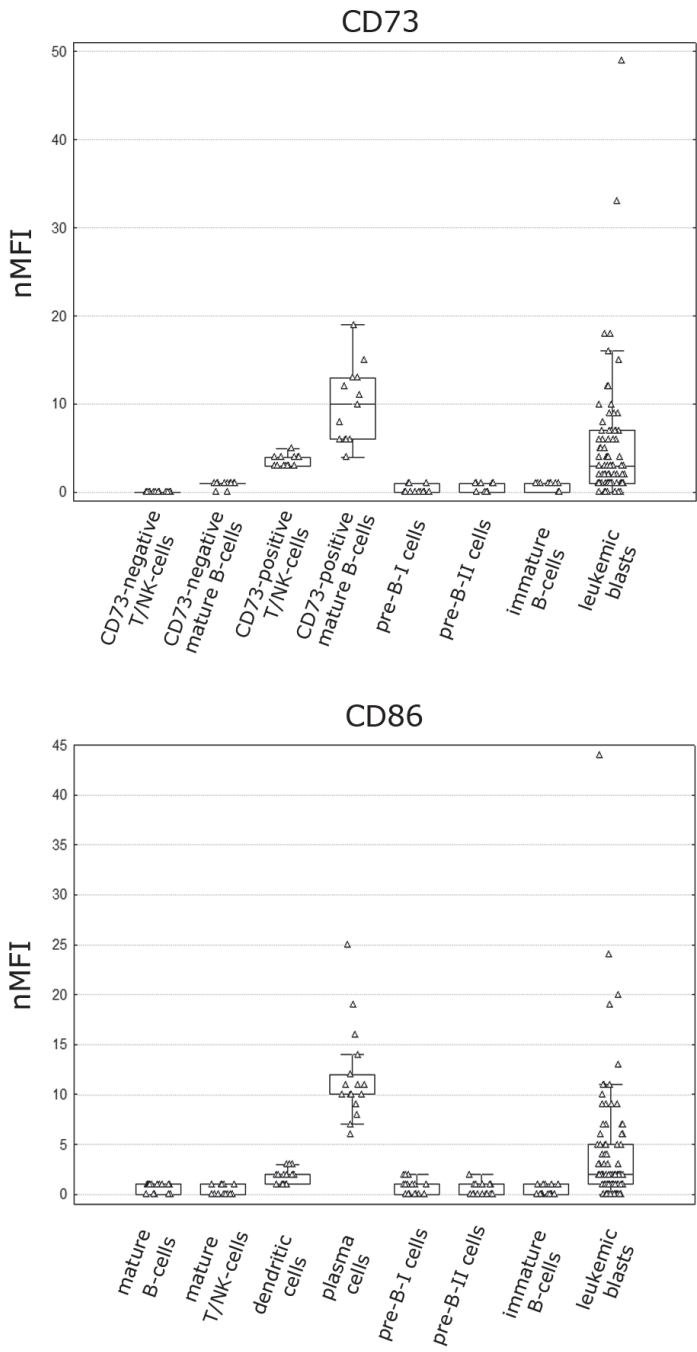 CD73
50
40
30
20
10
0
nMFI
CD73-negative
T/NK-cells
CD73-negative
mature B-cells
CD73-positive
T/NK-cells
CD73-positive
mature B-cells
pre-B-I cells
pre-B-II cells
immature
B-cells
leukemic
blasts
CD86
45
40
35
30
25
20
15
10
5
0
nMFI
mature
B-cells
mature
T/NK-cells
dendritic
cells
plasma
cells
pre-B-I cells
pre-B-II cells
immature
B-cells
leukemic
blasts